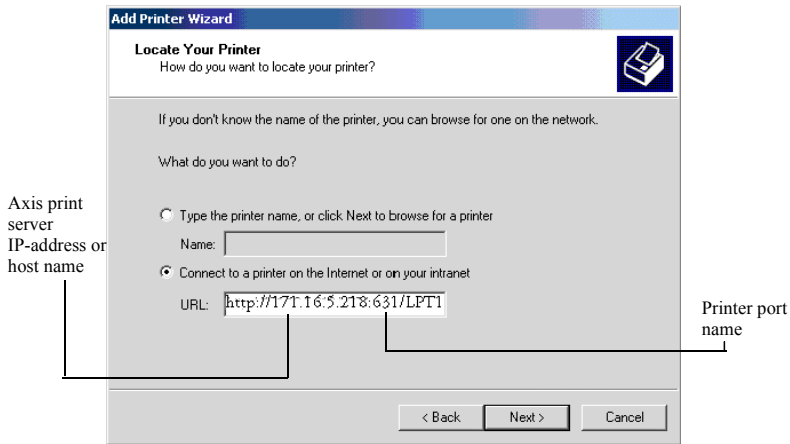 Add Printer Wizard
Locate Your Printer
How do you want to locate your printer?
If you don't know the name of the printer, you can browse for one on the network.
What do you want to do?
Axis print
server
IP-address or
host name
Type the printer name, or click Next to browse for a printer
Name:
Connect to a printer on the Internet or on your intranet
URL: http://171.16.5.218:631/LPT1
Printer port
name
< Back
Next >
Cancel